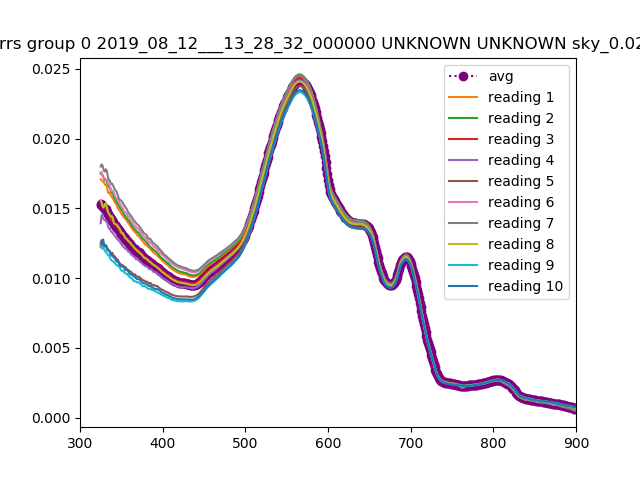 rrs group 0 2019_08_12___13_28_32_000000 UNKNOWN UNKNOWN sky_0.02
0.025
0.020
0.015
0.010
0.005
0.000
300 400 500 600 700 800 900
avg
reading 1
reading 2
reading 3
reading 4
reading 5
reading 6
reading 7
reading 8
reading 9
reading 10